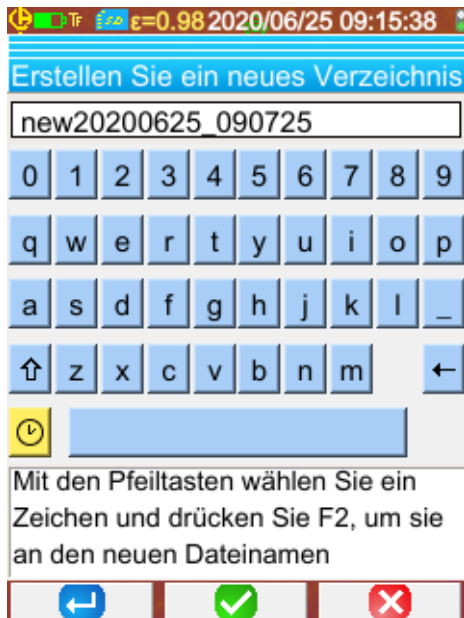 TF ε=0.98 2020/06/25 09:15:38
Erstellen Sie ein neues Verzeichnis
new20200625_090725
0 1 2 3 4 5 6 7 8 9
q w e r t y u i o p
a s d f g h j k l _
z x c v b n m
Mit den Pfeiltasten wählen Sie ein
Zeichen und drücken Sie F2, um sie
an den neuen Dateinamen